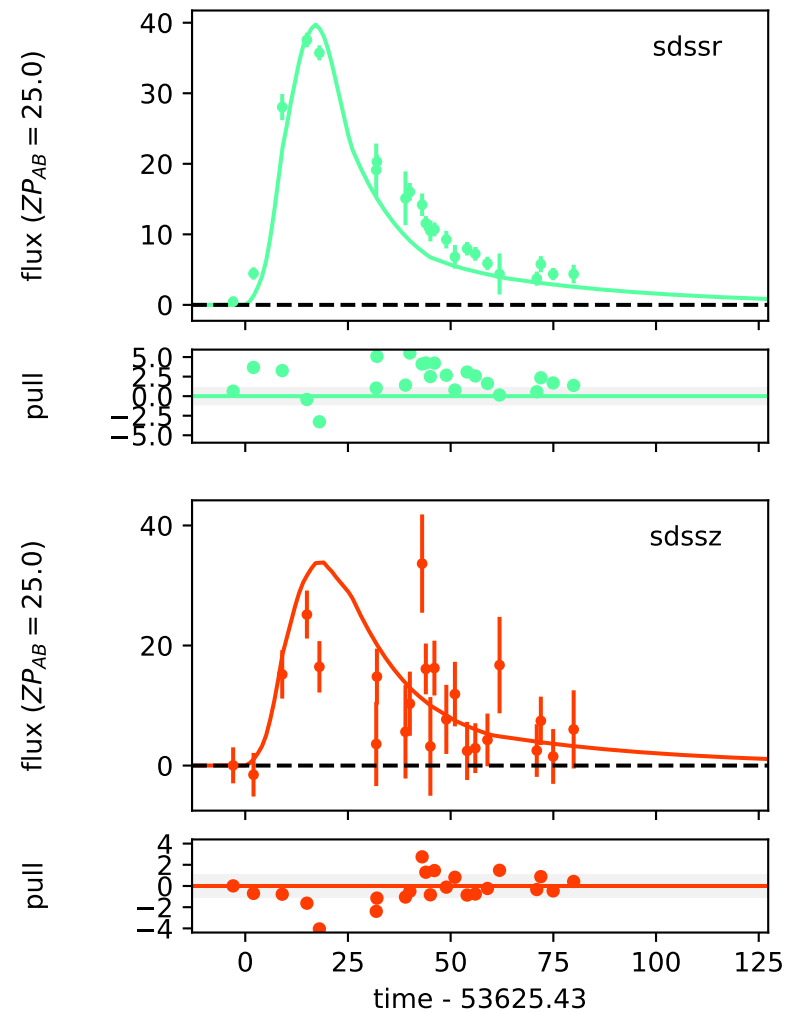 sdssr
flux (ZP_AB = 25.0)
40
30
20
10
0
pull
5.0
2.5
0.0
−2.5
−5.0
sdssz
flux (ZP_AB = 25.0)
40
20
0
pull
4
2
0
−2
−4
0 25 50 75 100 125
time - 53625.43